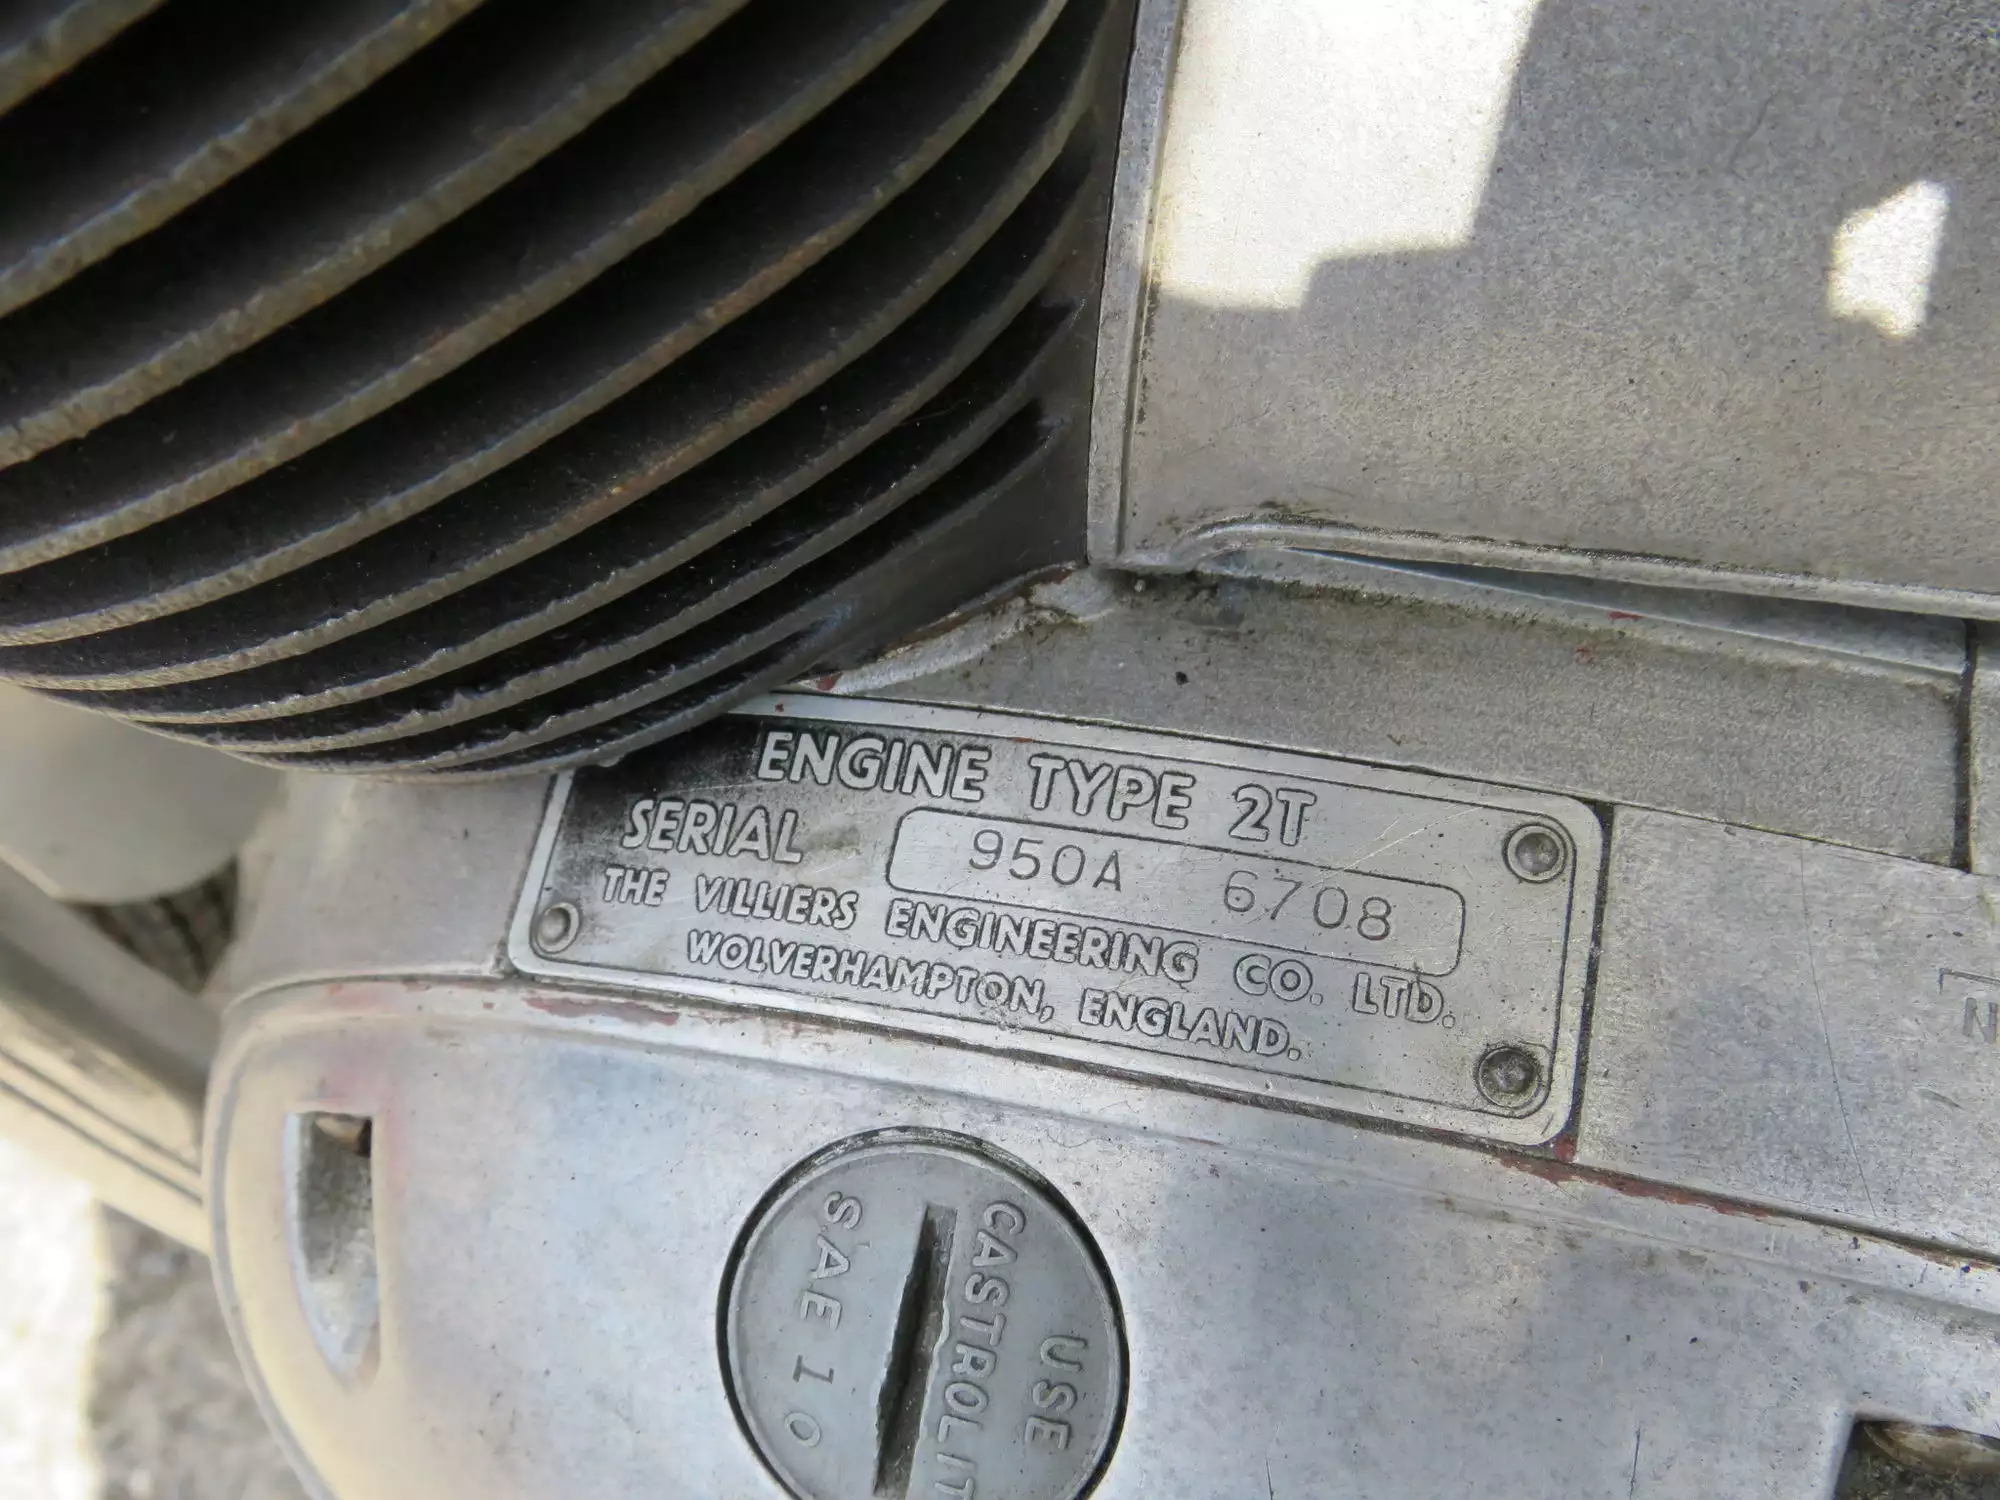 ENGINE TYPE 2T
SERIAL 950A 6708
THE VILLIERS ENGINEERING CO. LTD.
WOLVERHAMPTON, ENGLAND.
USE
CASTROLIT
SAE 10